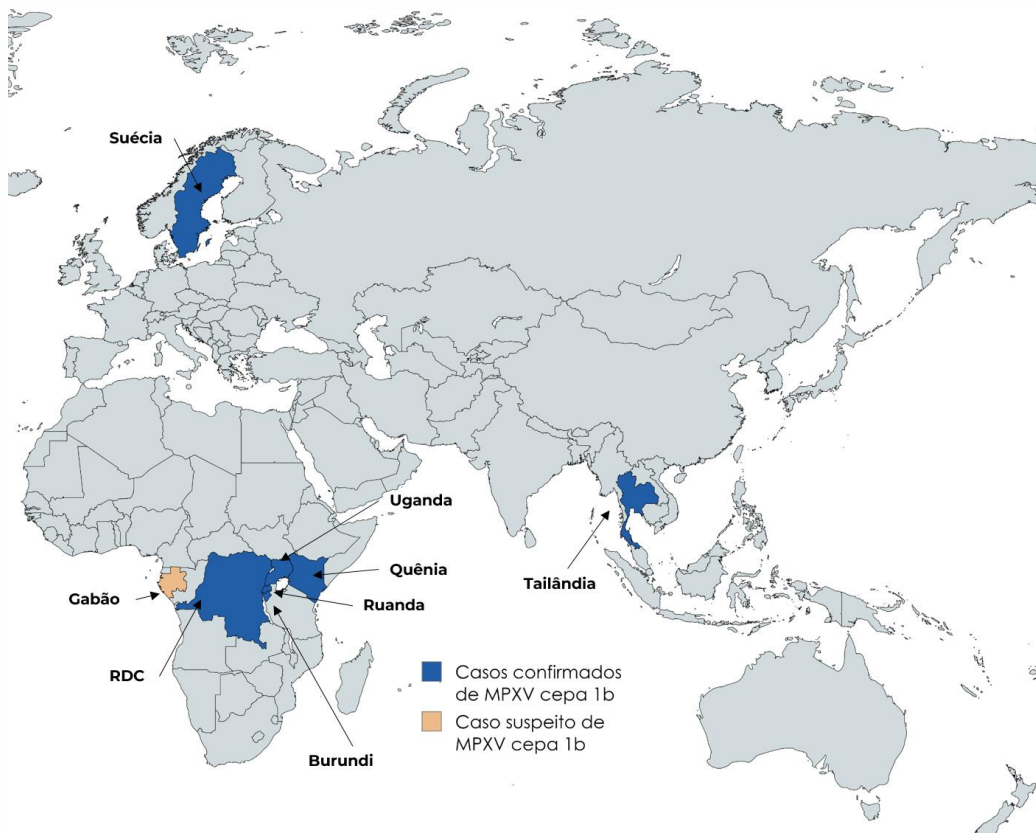 Suécia
Uganda
Quênia
Tailândia
Gabão
Ruanda
RDC
Casos confirmados
de MPXV cepa 1b
Caso suspeito de
MPXV cepa 1b
Burundi